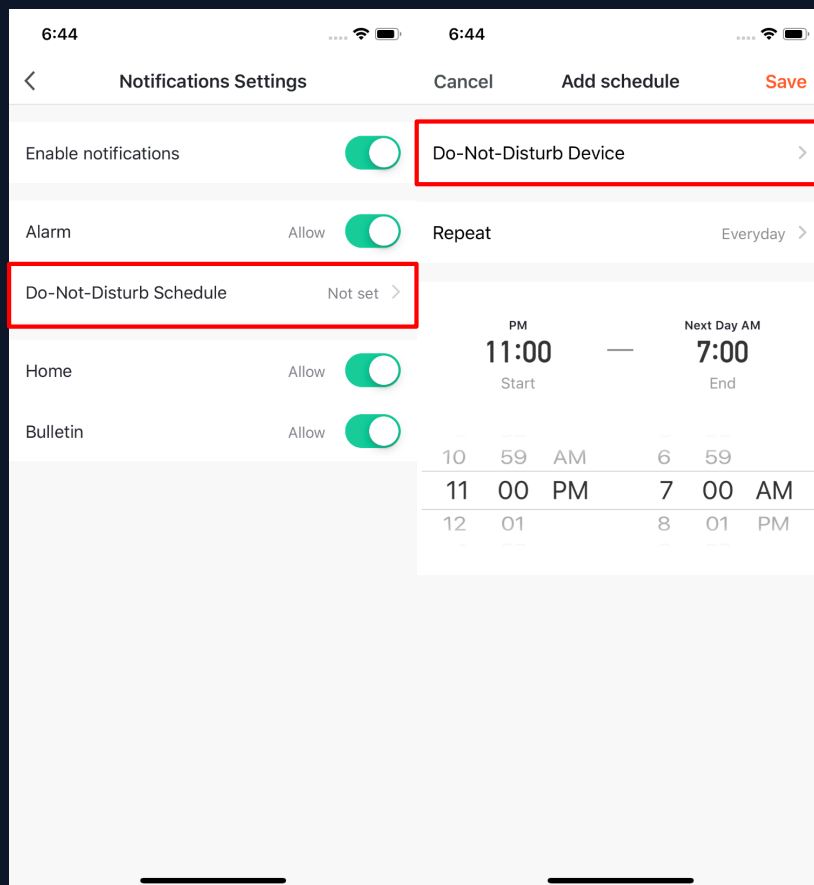 6:44
Notifications Settings
Enable notifications
Alarm Allow
Do-Not-Disturb Schedule Not set
Home Allow
Bulletin Allow
6:44
Cancel Add schedule Save
Do-Not-Disturb Device
Repeat Everyday
PM Next Day AM
11:00 — 7:00
Start End
10 59 AM 6 59
11 00 PM 7 00 AM
12 01 8 01 PM